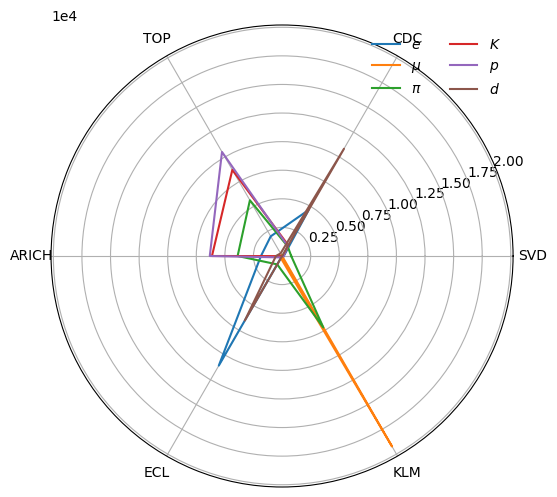 1e4
TOP
CDC
e
K
μ
p
π
d
2.00
1.75
1.50
1.25
1.00
0.75
0.50
0.25
ARICH
SVD
ECL
KLM